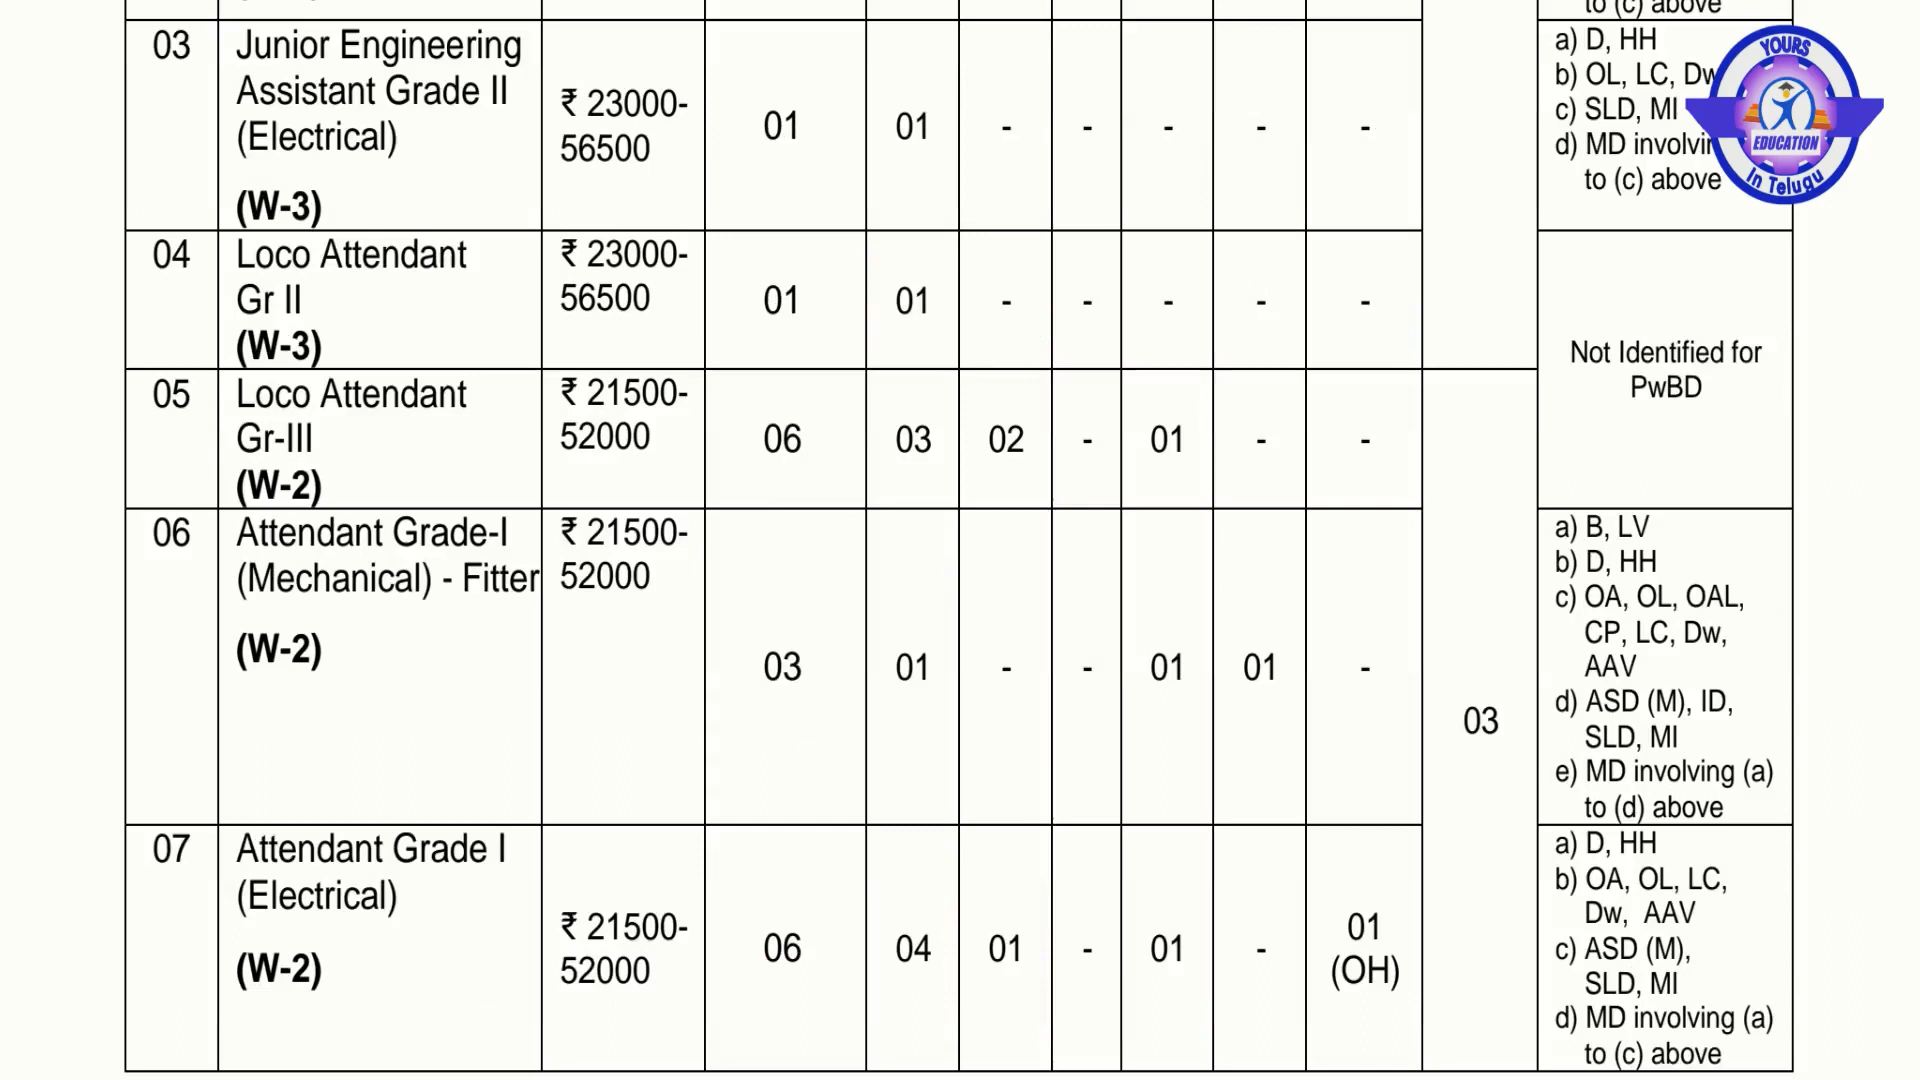 to (c) above
03
Junior Engineering
Assistant Grade II
(Electrical)
(W-3)
₹ 23000-
56500
01
01
-
-
-
-
-
a) D, HH
b) OL, LC, Dw
c) SLD, MI
d) MD
to (c) above
YOURS
EDUCATION
In Telugu
04
Loco Attendant
Gr II
(W-3)
₹ 23000-
56500
01
01
-
-
-
-
-
Not Identified for
PwBD
05
Loco Attendant
Gr-III
(W-2)
₹ 21500-
52000
06
03
02
-
01
-
-
06
Attendant Grade-I
(Mechanical) - Fitter
(W-2)
₹ 21500-
52000
03
01
-
-
01
01
-
03
a) B, LV
b) D, HH
c) OA, OL, OAL,
CP, LC, Dw,
AAV
d) ASD (M), ID,
SLD, MI
e) MD involving (a)
to (d) above
07
Attendant Grade I
(Electrical)
(W-2)
₹ 21500-
52000
06
04
01
-
01
-
01
(OH)
a) D, HH
b) OA, OL, LC,
Dw, AAV
c) ASD (M),
SLD, MI
d) MD involving (a)
to (c) above